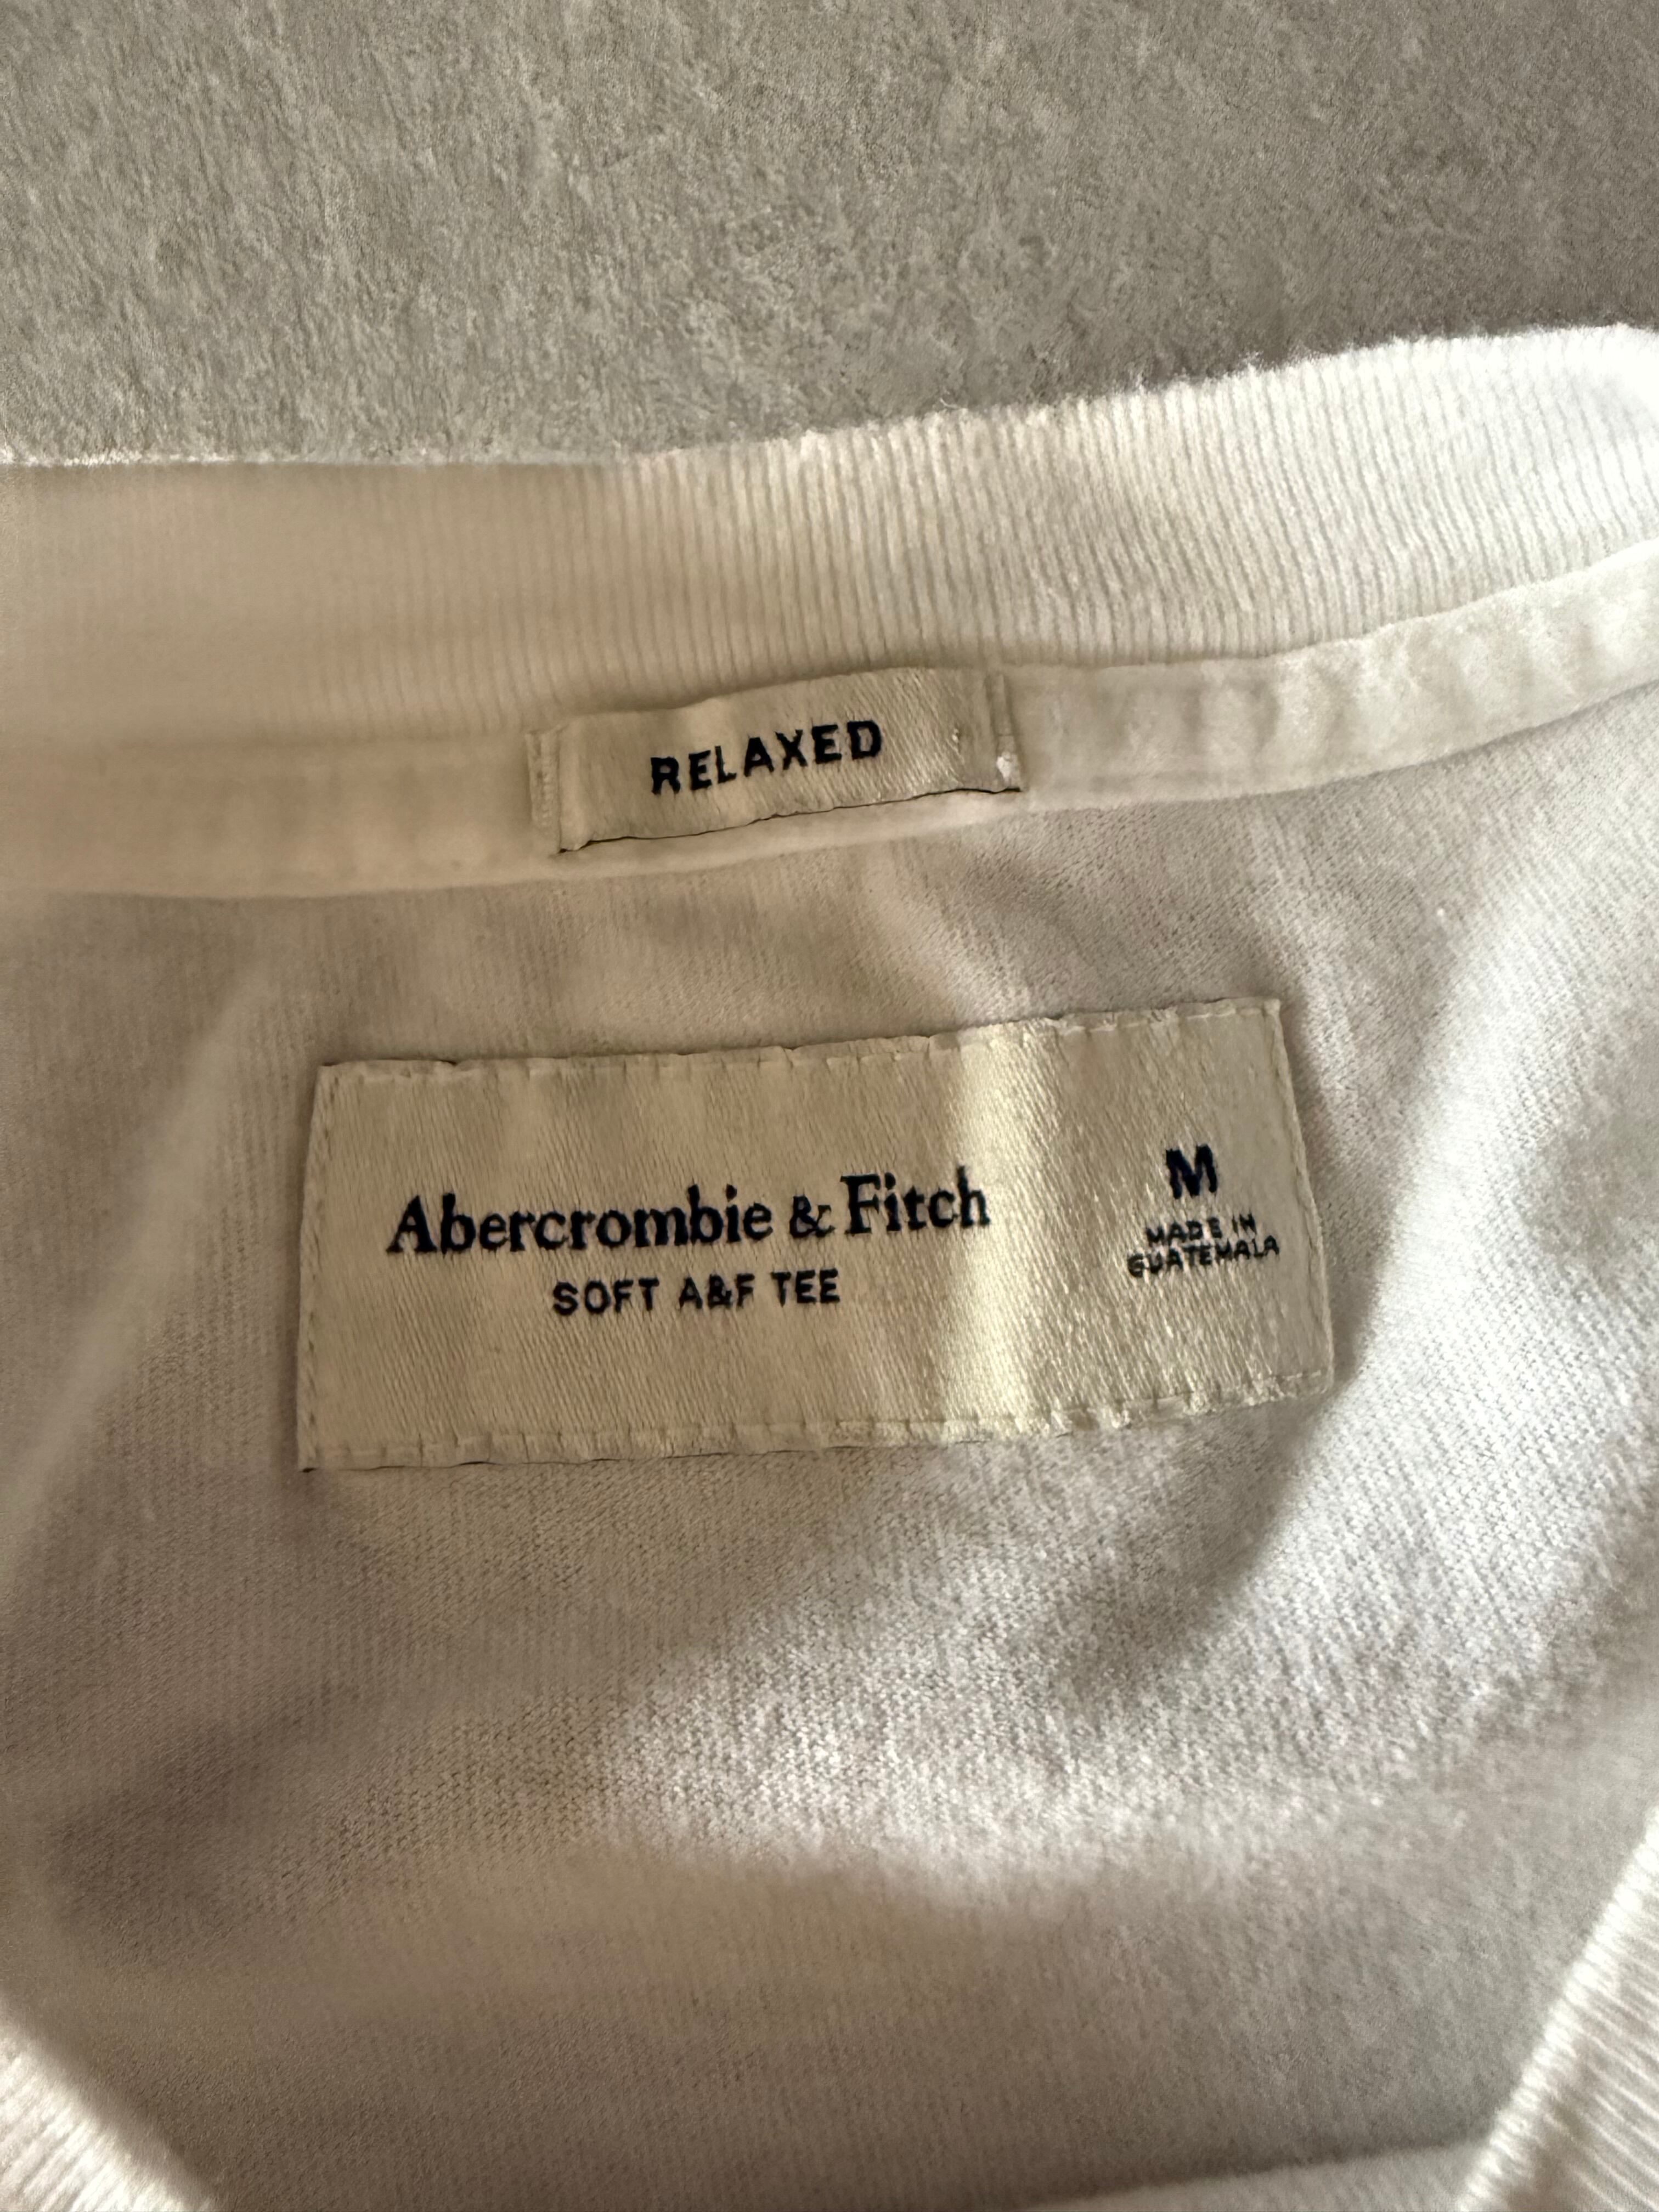 RELAXED
Abercrombie & Fitch
SOFT A&F TEE
M
MADE IN
GUATEMALA